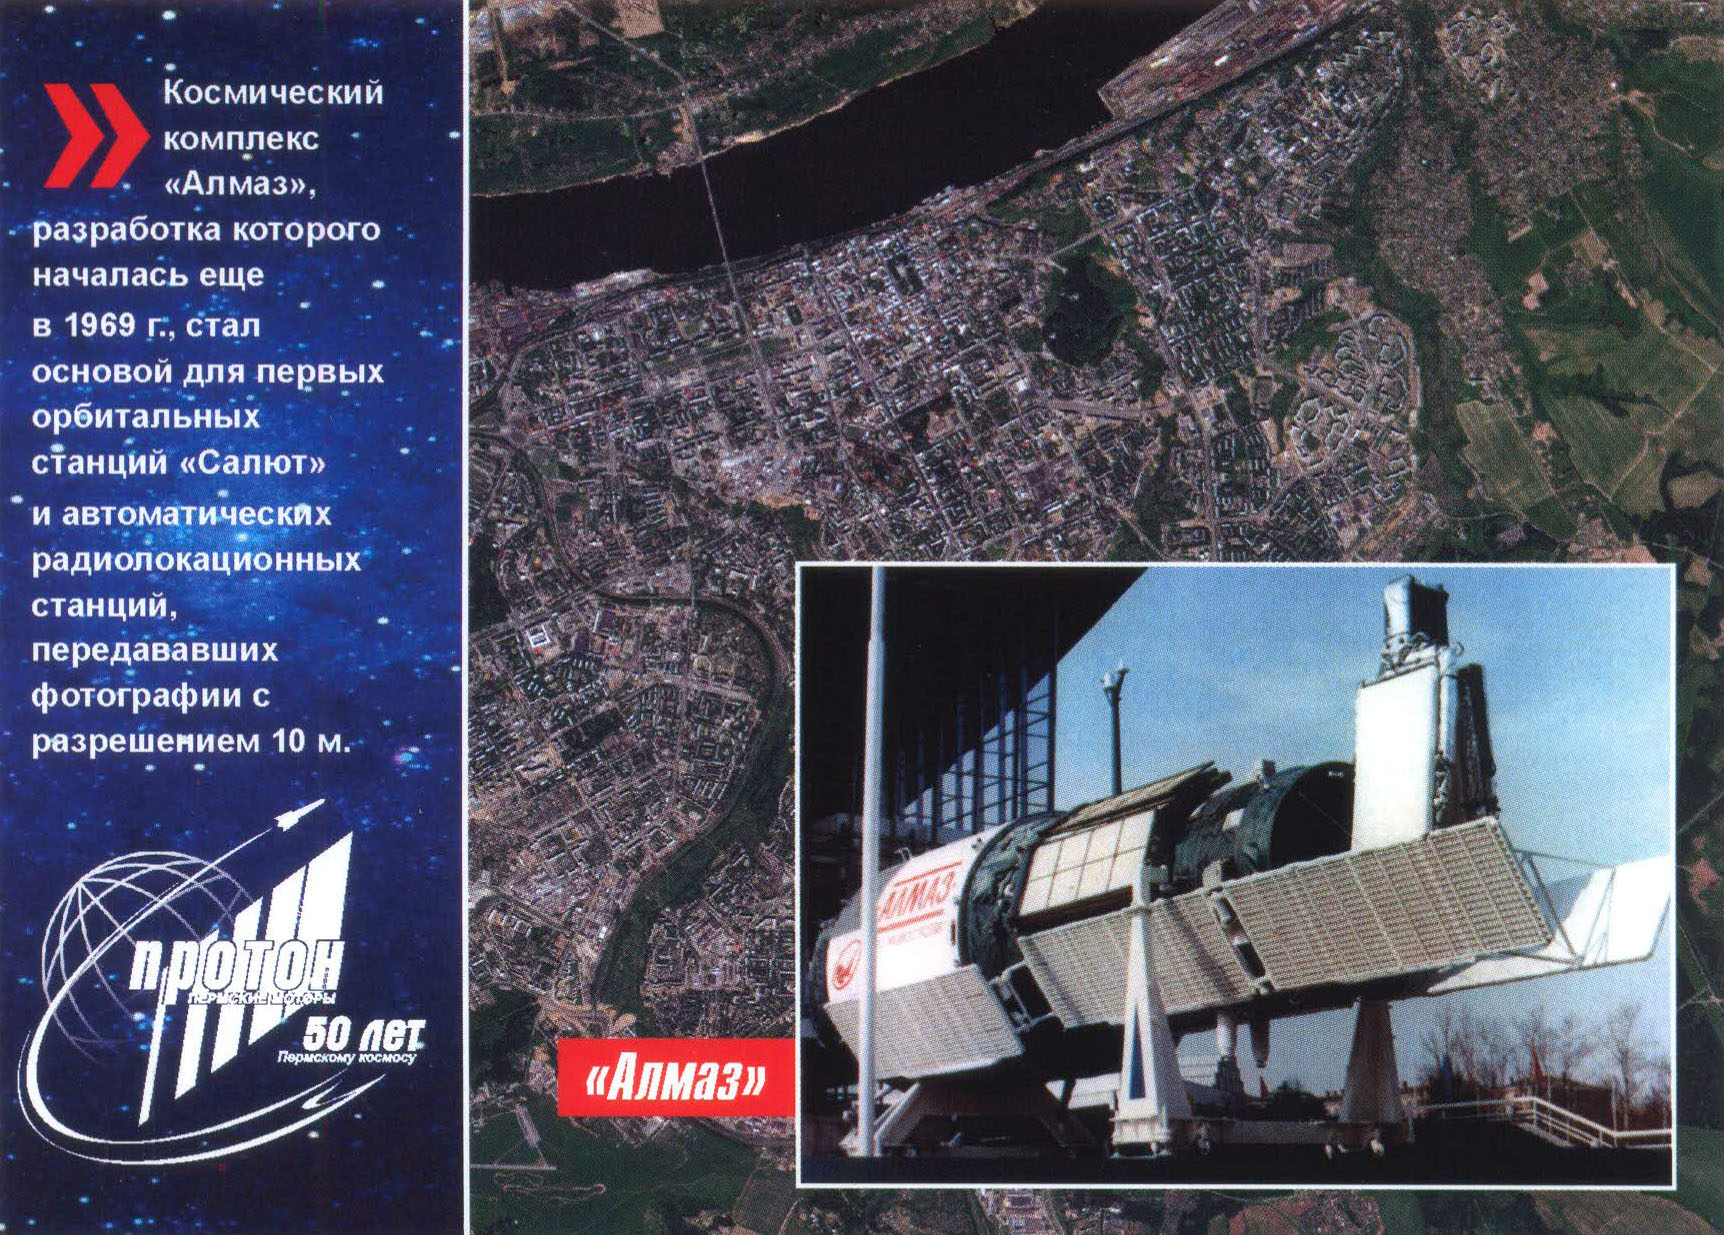 Космический
комплекс
«Алмаз»,
разработка которого
началась еще
в 1969 г., стал
основой для первых
орбитальных
станций «Салют»
и автоматических
радиолокационных
станций,
передававших
фотографии с
разрешением 10 м.
ПРОТОН
ПЕРМСКИЕ МОТОРЫ
50 лет
Пермскому космосу
«Алмаз»
АЛМАЗ